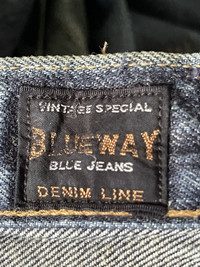 VINTAGE SPECIAL
BLUEWAY
BLUE JEANS
DENIM LINE